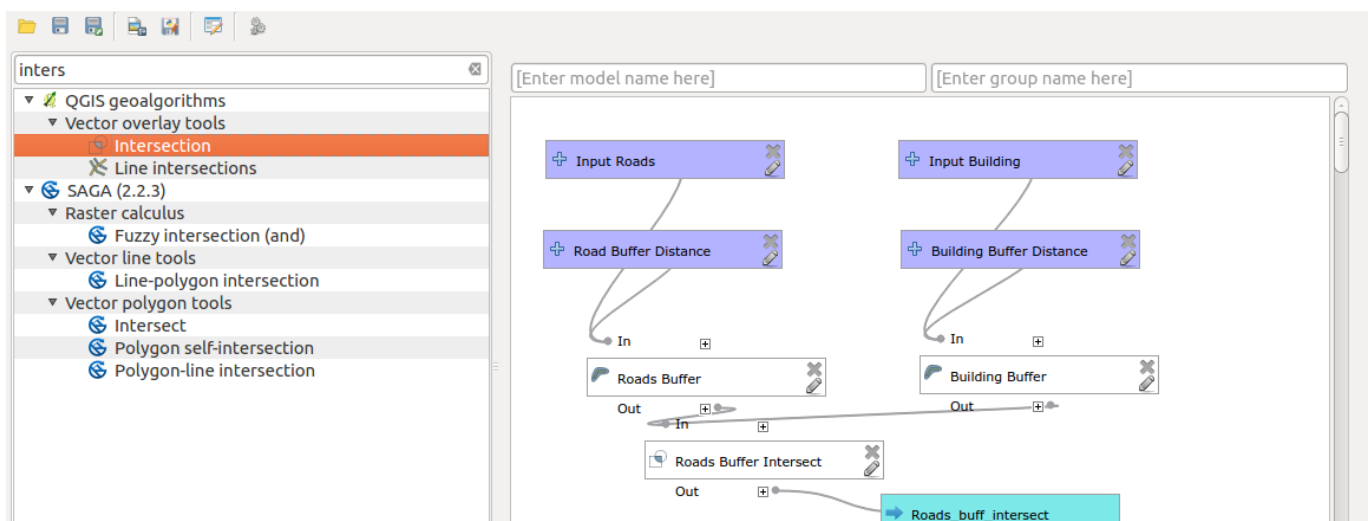 inters
QGIS geoalgorithms
Vector overlay tools
Intersection
Line intersections
SAGA (2.2.3)
Raster calculus
Fuzzy intersection (and)
Vector line tools
Line-polygon intersection
Vector polygon tools
Intersect
Polygon self-intersection
Polygon-line intersection
[Enter model name here] [Enter group name here]
Input Roads Input Building
Road Buffer Distance Building Buffer Distance
In In
Roads Buffer Building Buffer
Out Out
In
Roads Buffer Intersect
Out
Roads_buff_intersect